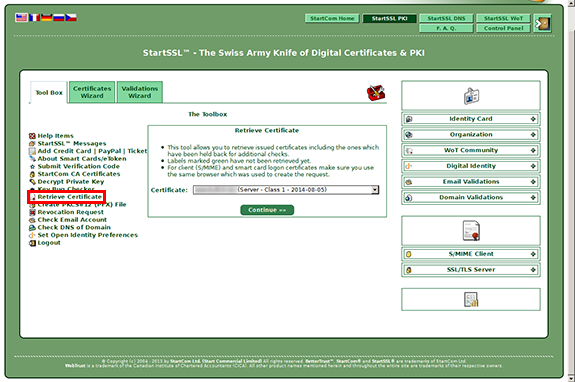 StartCom Home
StartSSL PKI
StartSSL DNS
StartSSL WoT
F. A. Q.
Control Panel
StartSSL™ - The Swiss Army Knife of Digital Certificates & PKI
Tool Box
Certificates
Wizard
Validations
Wizard
The Toolbox
Help Items
StartSSL™ Messages
Add Credit Card | PayPal | Ticket
About Smart Cards/eToken
Submit Verification Code
StartCom CA Certificates
Decrypt Private Key
Key Bug Checker
Retrieve Certificate
Create PKCS#12 (PFX) File
Revocation Request
Check Email Account
Check DNS of Domain
Set Open Identity Preferences
Logout
Retrieve Certificate
This tool allows you to retrieve issued certificates including the ones
which have been held back for additional checks.
Labels marked green have not been retrieved yet.
For client (S/MIME) and smart card logon certificates make sure you
use the same browser which was used to create the request.
Certificate: (Server - Class 1 - 2014-08-05)
Continue »»
Identity Card
Organization
WoT Community
Digital Identity
Email Validations
Domain Validations
S/MIME Client
SSL/TLS Server
Copyright (c) 2004 - 2013 by StartCom Ltd. (Start Commercial Limited) All rights reserved. BetterTrust™, StartCom® and StartSSL® are trademarks of StartCom Ltd.
WebTrust is a trademark of the Canadian Institute of Chartered Accountants (CICA). All other product names mentioned herein and throughout the entire site are trademarks of their respective owners.